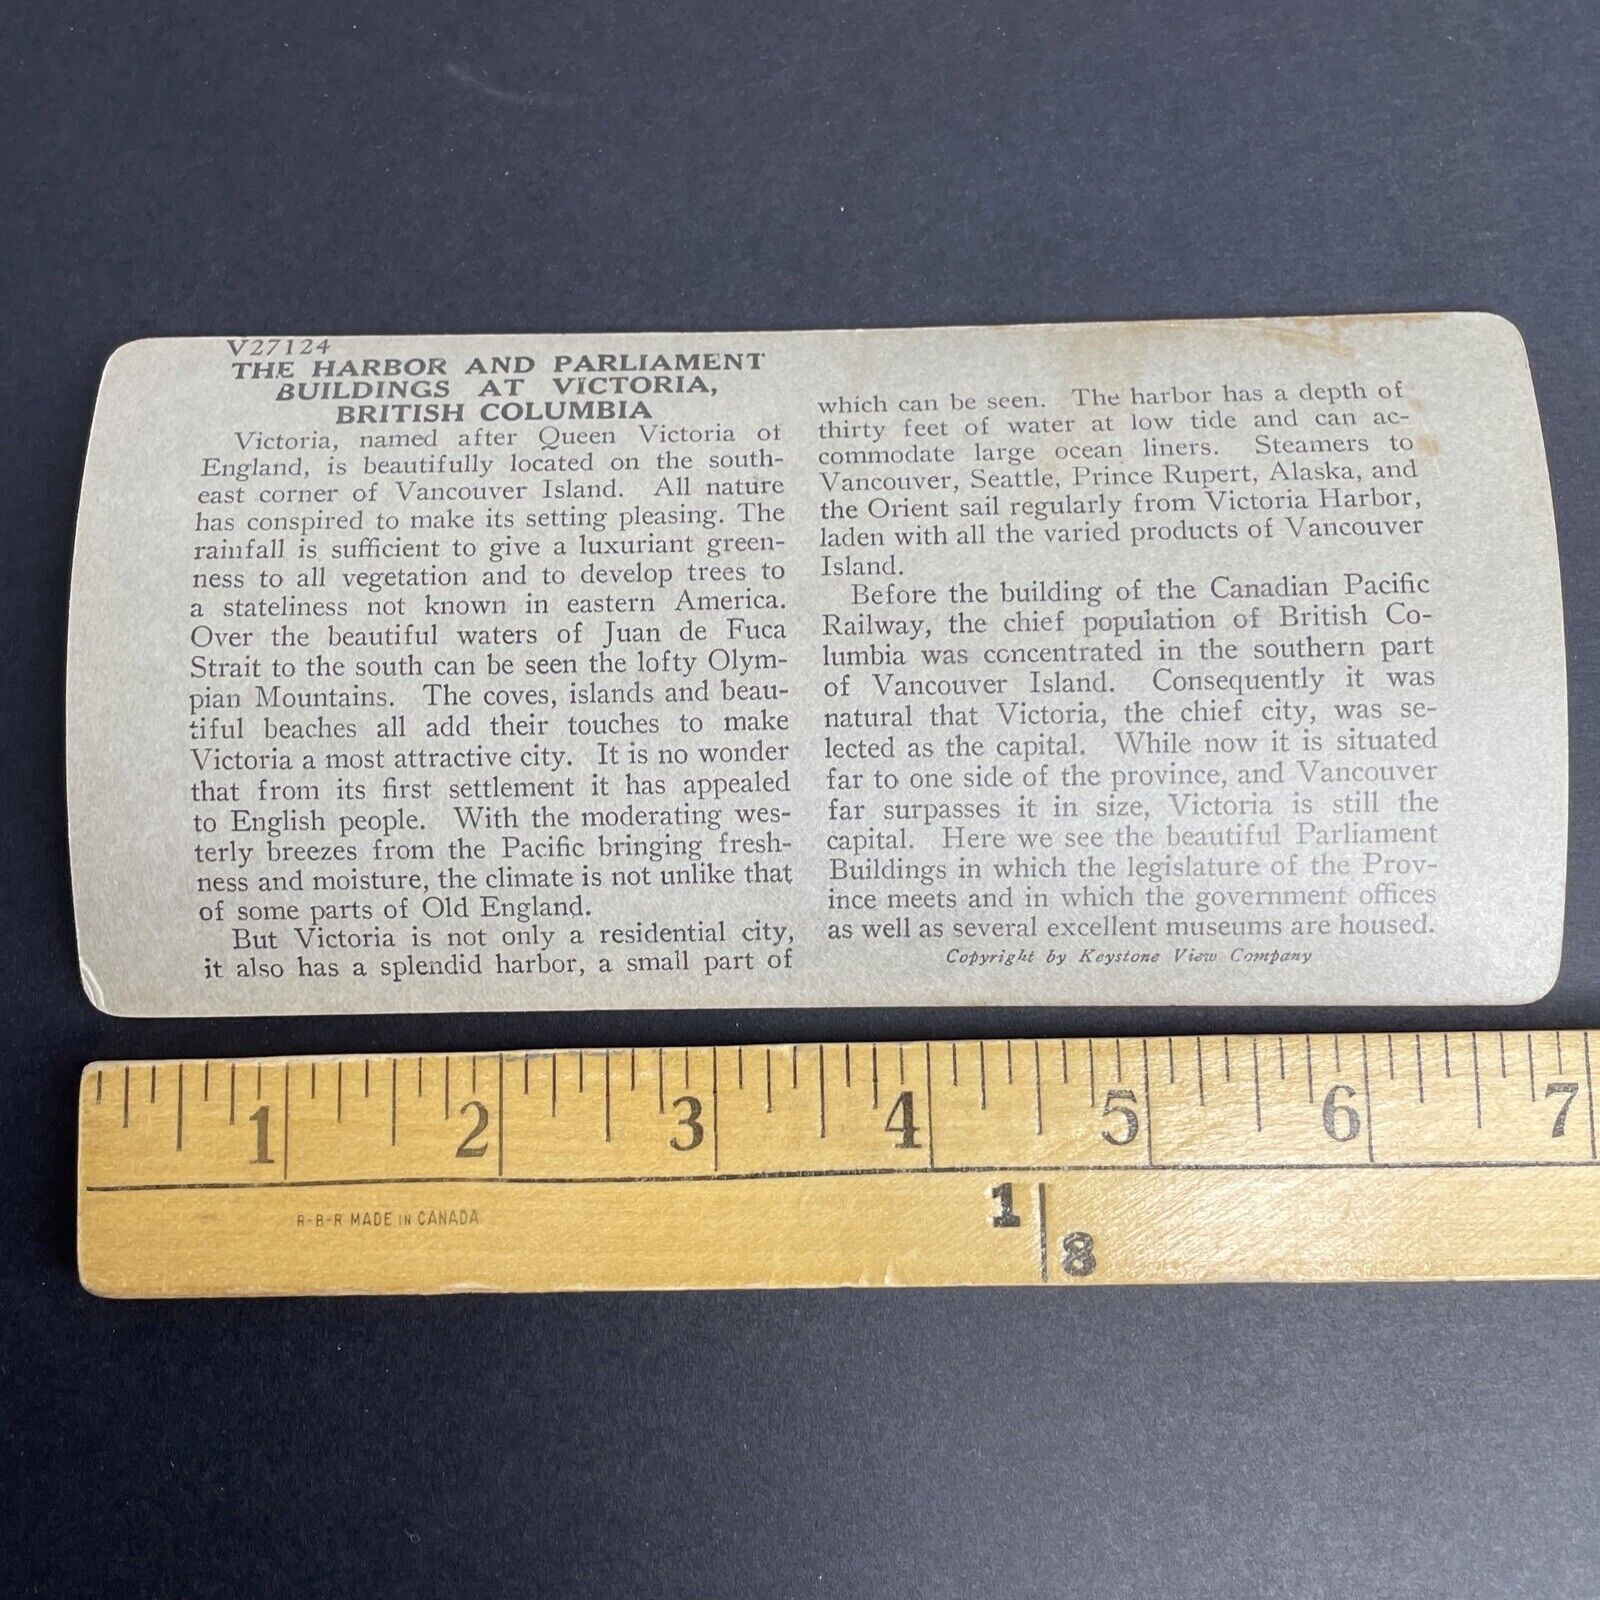 V27124
THE HARBOR AND PARLIAMENT
BUILDINGS AT VICTORIA,
BRITISH COLUMBIA
Victoria, named after Queen Victoria of
England, is beautifully located on the south-
east corner of Vancouver Island. All nature
has conspired to make its setting pleasing. The
rainfall is sufficient to give a luxuriant green-
ness to all vegetation and to develop trees to
a stateliness not known in eastern America.
Over the beautiful waters of Juan de Fuca
Strait to the south can be seen the lofty Olym-
pian Mountains. The coves, islands and beau-
tiful beaches all add their touches to make
Victoria a most attractive city. It is no wonder
that from its first settlement it has appealed
to English people. With the moderating wes-
terly breezes from the Pacific bringing fresh-
ness and moisture, the climate is not unlike that
of some parts of Old England.
But Victoria is not only a residential city,
it also has a splendid harbor, a small part of
which can be seen. The harbor has a depth of
thirty feet of water at low tide and can ac-
commodate large ocean liners. Steamers to
Vancouver, Seattle, Prince Rupert, Alaska, and
the Orient sail regularly from Victoria Harbor,
laden with all the varied products of Vancouver
Island.
Before the building of the Canadian Pacific
Railway, the chief population of British Co-
lumbia was concentrated in the southern part
of Vancouver Island. Consequently it was
natural that Victoria, the chief city, was se-
lected as the capital. While now it is situated
far to one side of the province, and Vancouver
far surpasses it in size, Victoria is still the
capital. Here we see the beautiful Parliament
Buildings in which the legislature of the Prov-
ince meets and in which the government offices
as well as several excellent museums are housed.
Copyright by Keystone View Company
1 2 3 4 5 6 7
R-B-R MADE IN CANADA
1
8